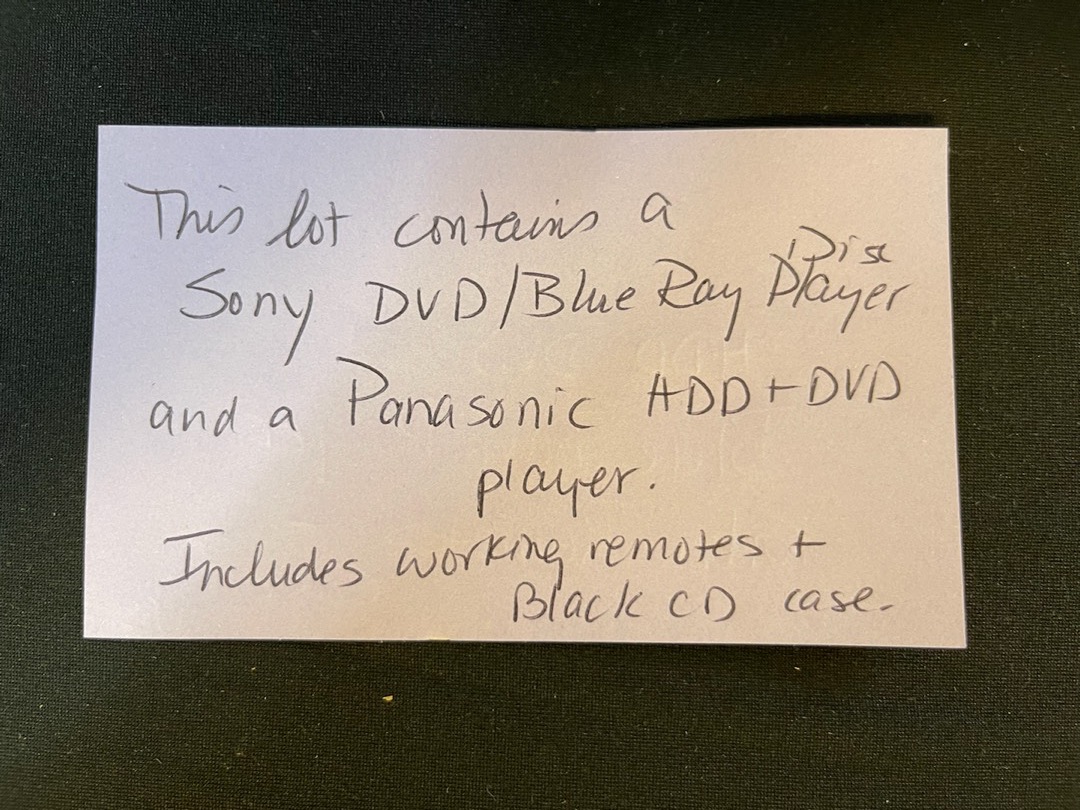 This lot contains a
Sony DVD/Blue Ray Disc Player
and a Panasonic HDD+DVD
player.
Includes working remotes +
Black CD case.